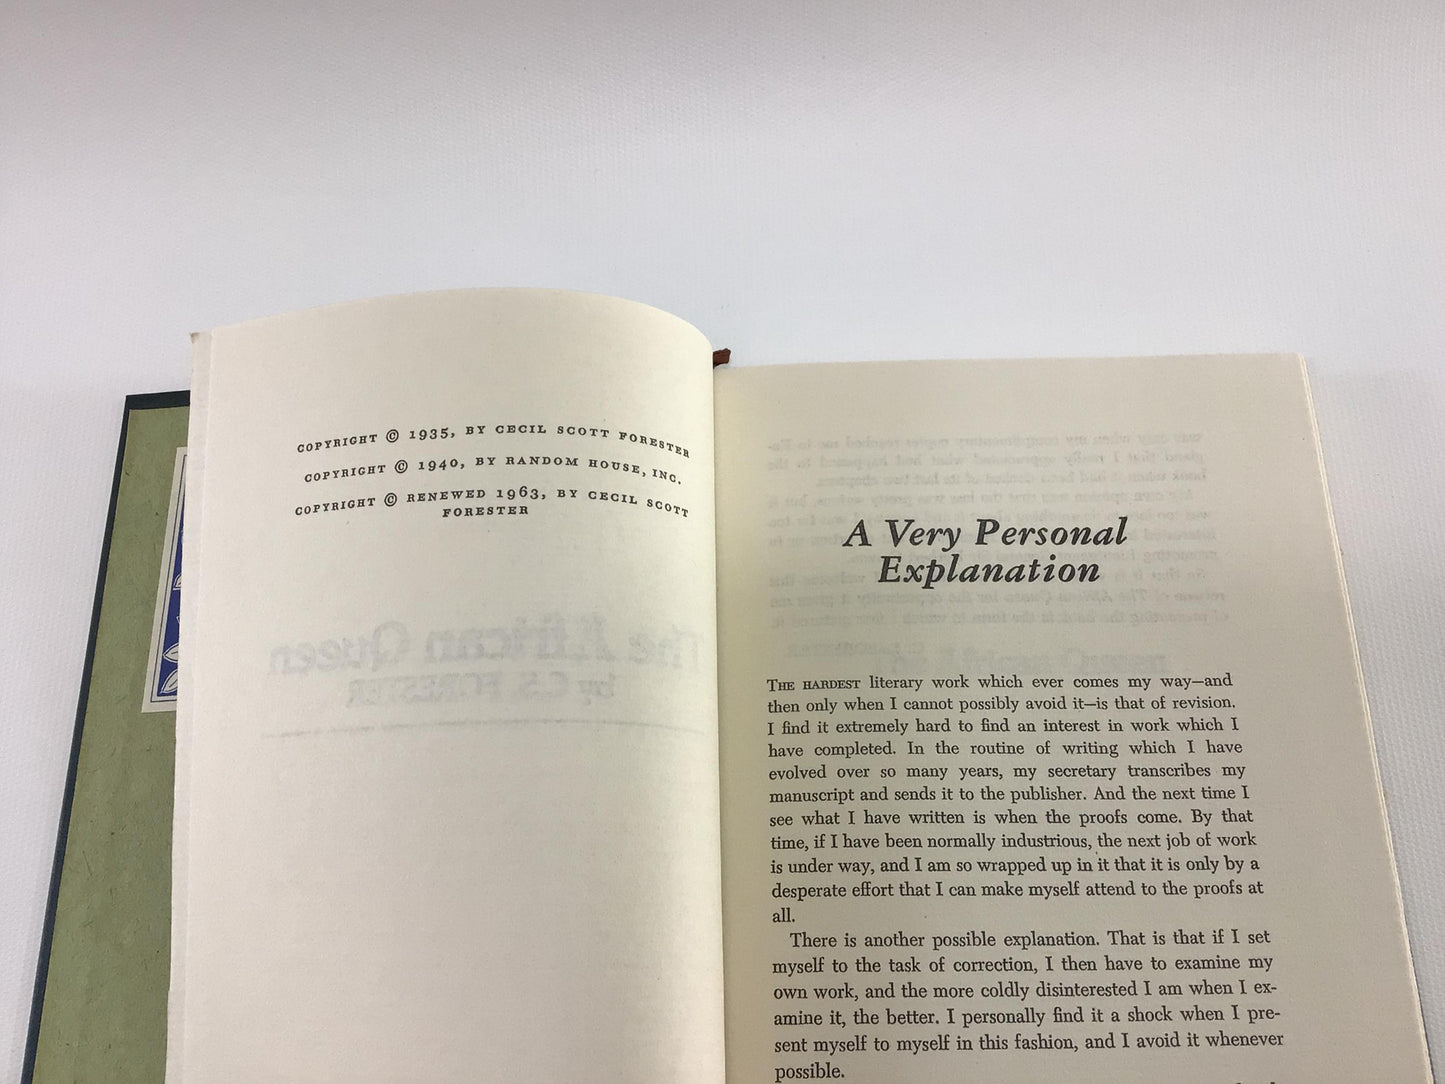 COPYRIGHT © 1935, BY CECIL SCOTT FORESTER
COPYRIGHT © 1940, BY RANDOM HOUSE, INC.
COPYRIGHT © RENEWED 1963, BY CECIL SCOTT
FORESTER
The African Queen
by C.S. FORESTER
A Very Personal
Explanation
THE HARDEST literary work which ever comes my way—and
then only when I cannot possibly avoid it—is that of revision.
I find it extremely hard to find an interest in work which I
have completed. In the routine of writing which I have
evolved over so many years, my secretary transcribes my
manuscript and sends it to the publisher. And the next time I
see what I have written is when the proofs come. By that
time, if I have been normally industrious, the next job of work
is under way, and I am so wrapped up in it that it is only by a
desperate effort that I can make myself attend to the proofs at
all.
There is another possible explanation. That is that if I set
myself to the task of correction, I then have to examine my
own work, and the more coldly disinterested I am when I ex-
amine it, the better. I personally find it a shock when I pre-
sent myself to myself in this fashion, and I avoid it whenever
possible.